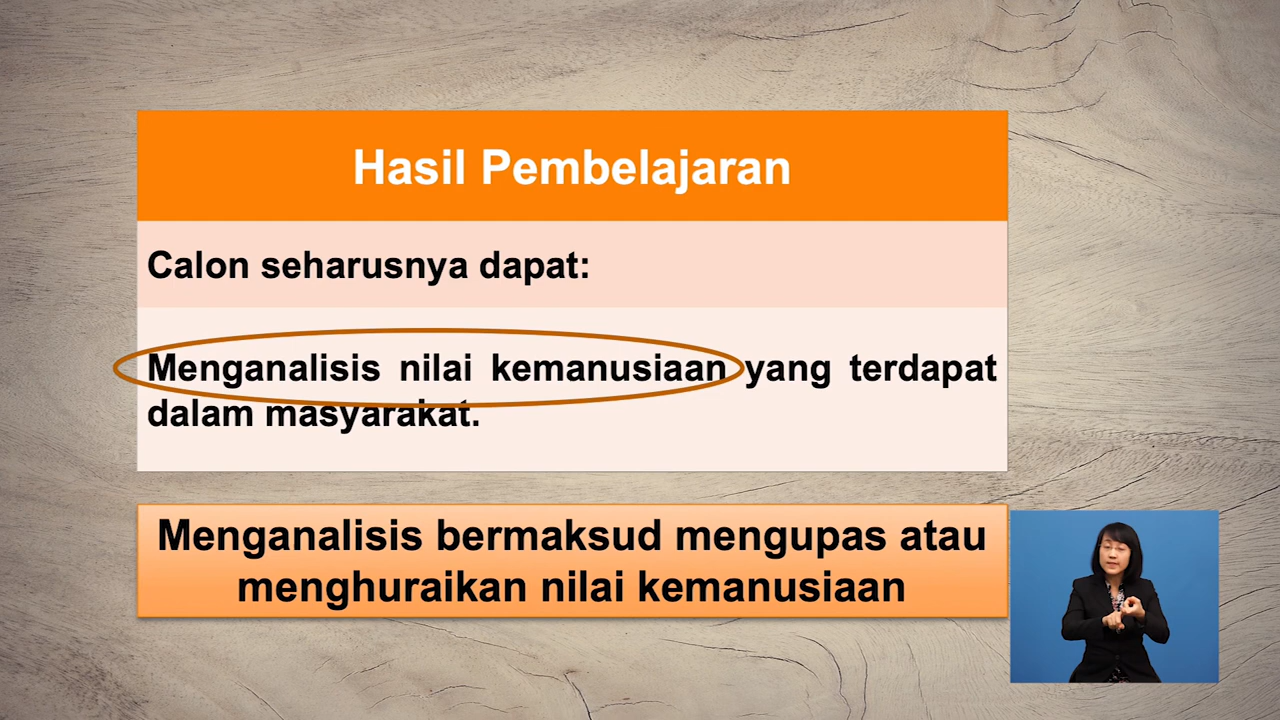 Hasil Pembelajaran
Calon seharusnya dapat:
Menganalisis nilai kemanusiaan yang terdapat
dalam masyarakat.
Menganalisis bermaksud mengupas atau
menghuraikan nilai kemanusiaan